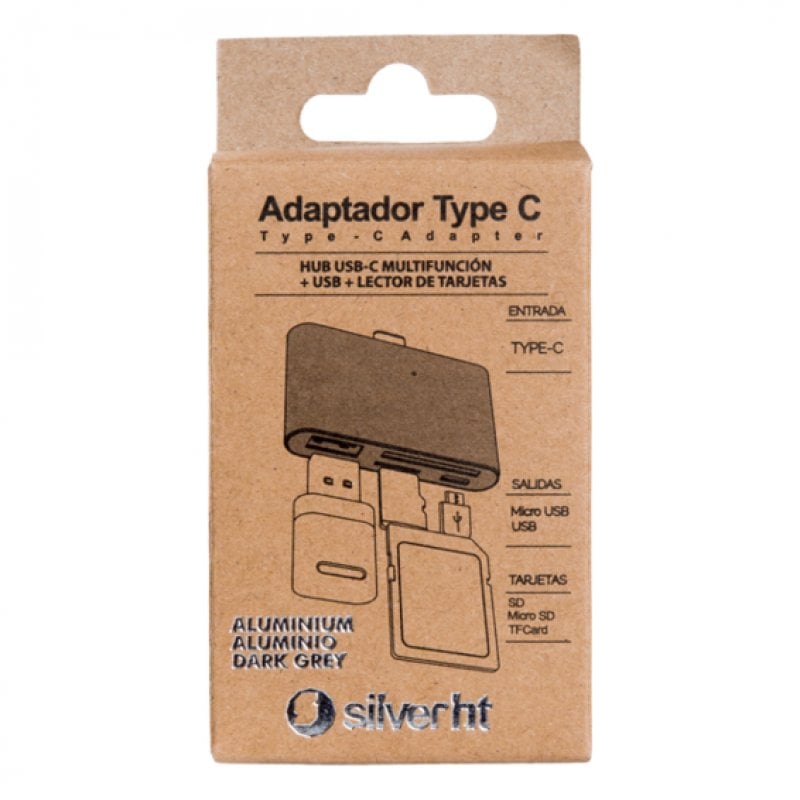 Adaptador Type C
Type-CAdapter
HUB USB-C MULTIFUNCIÓN
+ USB + LECTOR DE TARJETAS
ENTRADA
TYPE-C
SALIDAS
Micro USB
USB
TARJETAS
SD
Micro SD
TFCard
ALUMINIUM
ALUMINIO
DARK GREY
silverht